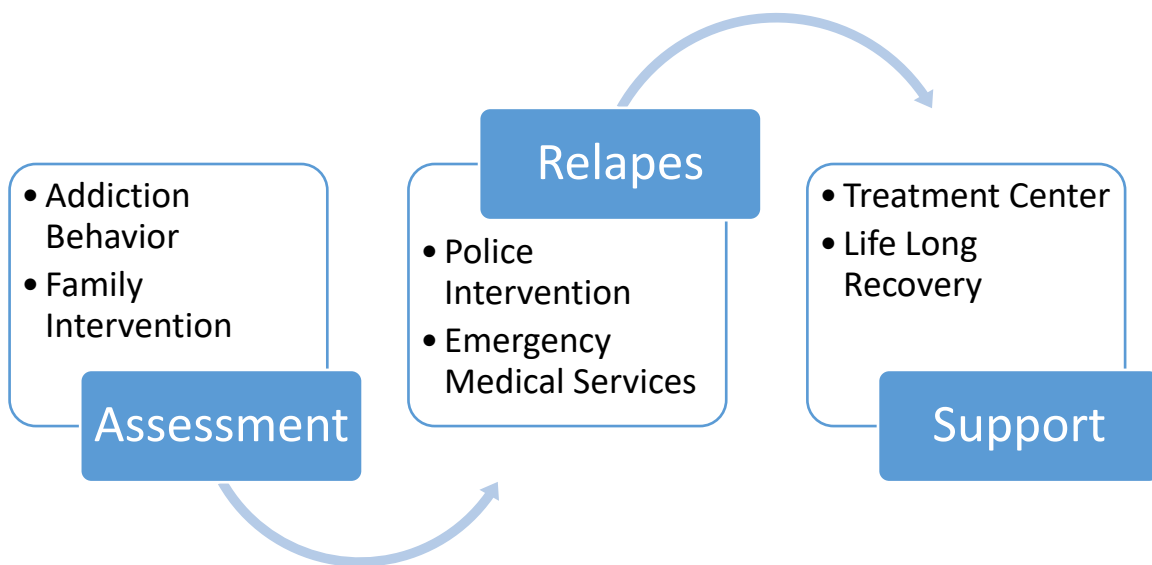 • Addiction
Behavior
• Family
Intervention
Assessment
Relapes
• Police
Intervention
• Emergency
Medical Services
• Treatment Center
• Life Long
Recovery
Support